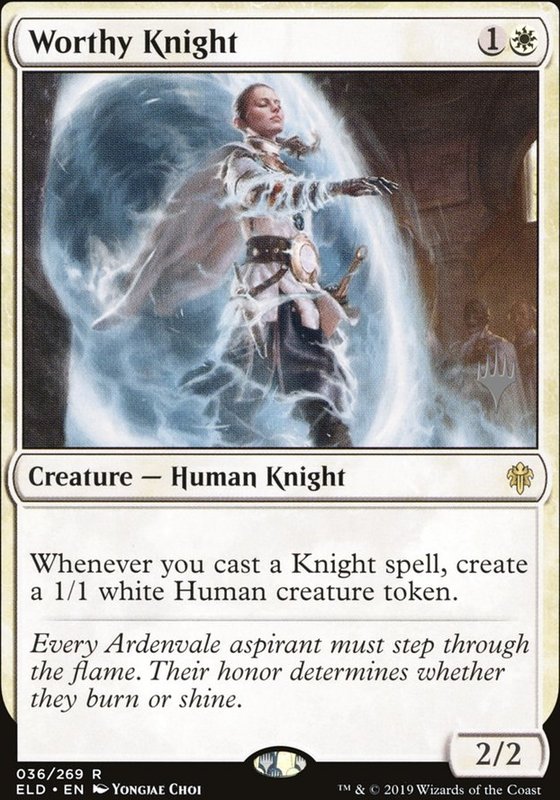 Worthy Knight 1
Creature — Human Knight
Whenever you cast a Knight spell, create
a 1/1 white Human creature token.
Every Ardenvale aspirant must step through
the flame. Their honor determines whether
they burn or shine.
2/2
036/269 R
ELD • EN Yongjae Choi
™ & © 2019 Wizards of the Coast